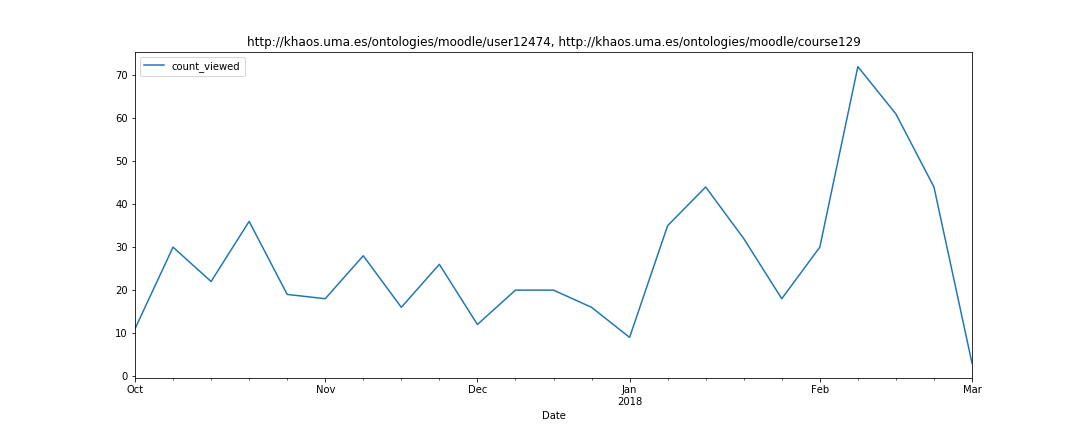 http://khaos.uma.es/ontologies/moodle/user12474, http://khaos.uma.es/ontologies/moodle/course129
count_viewed
70
60
50
40
30
20
10
0
Oct Nov Dec Jan Feb Mar
2018
Date